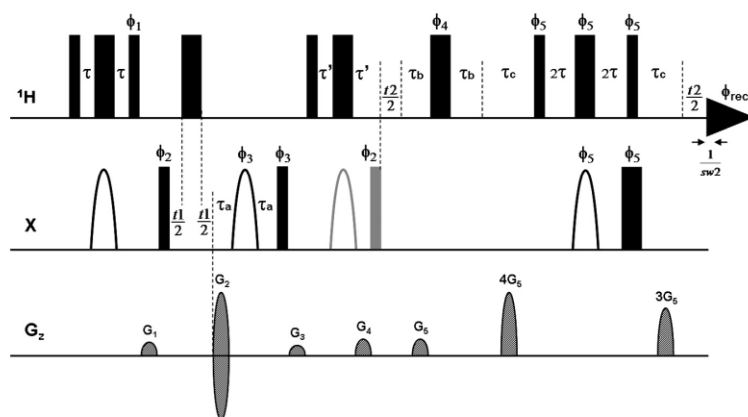 ϕ1 ϕ4 ϕ5 ϕ5 ϕ5
¹H τ τ τ' τ' t2/2 τb τb τc 2τ 2τ τc t2/2 ϕrec
1/sw2
ϕ2 ϕ3 ϕ3 ϕ2 ϕ5 ϕ5
X t1/2 t1/2 τa τa
Gz G1 G2 G3 G4 G5 4G5 3G5